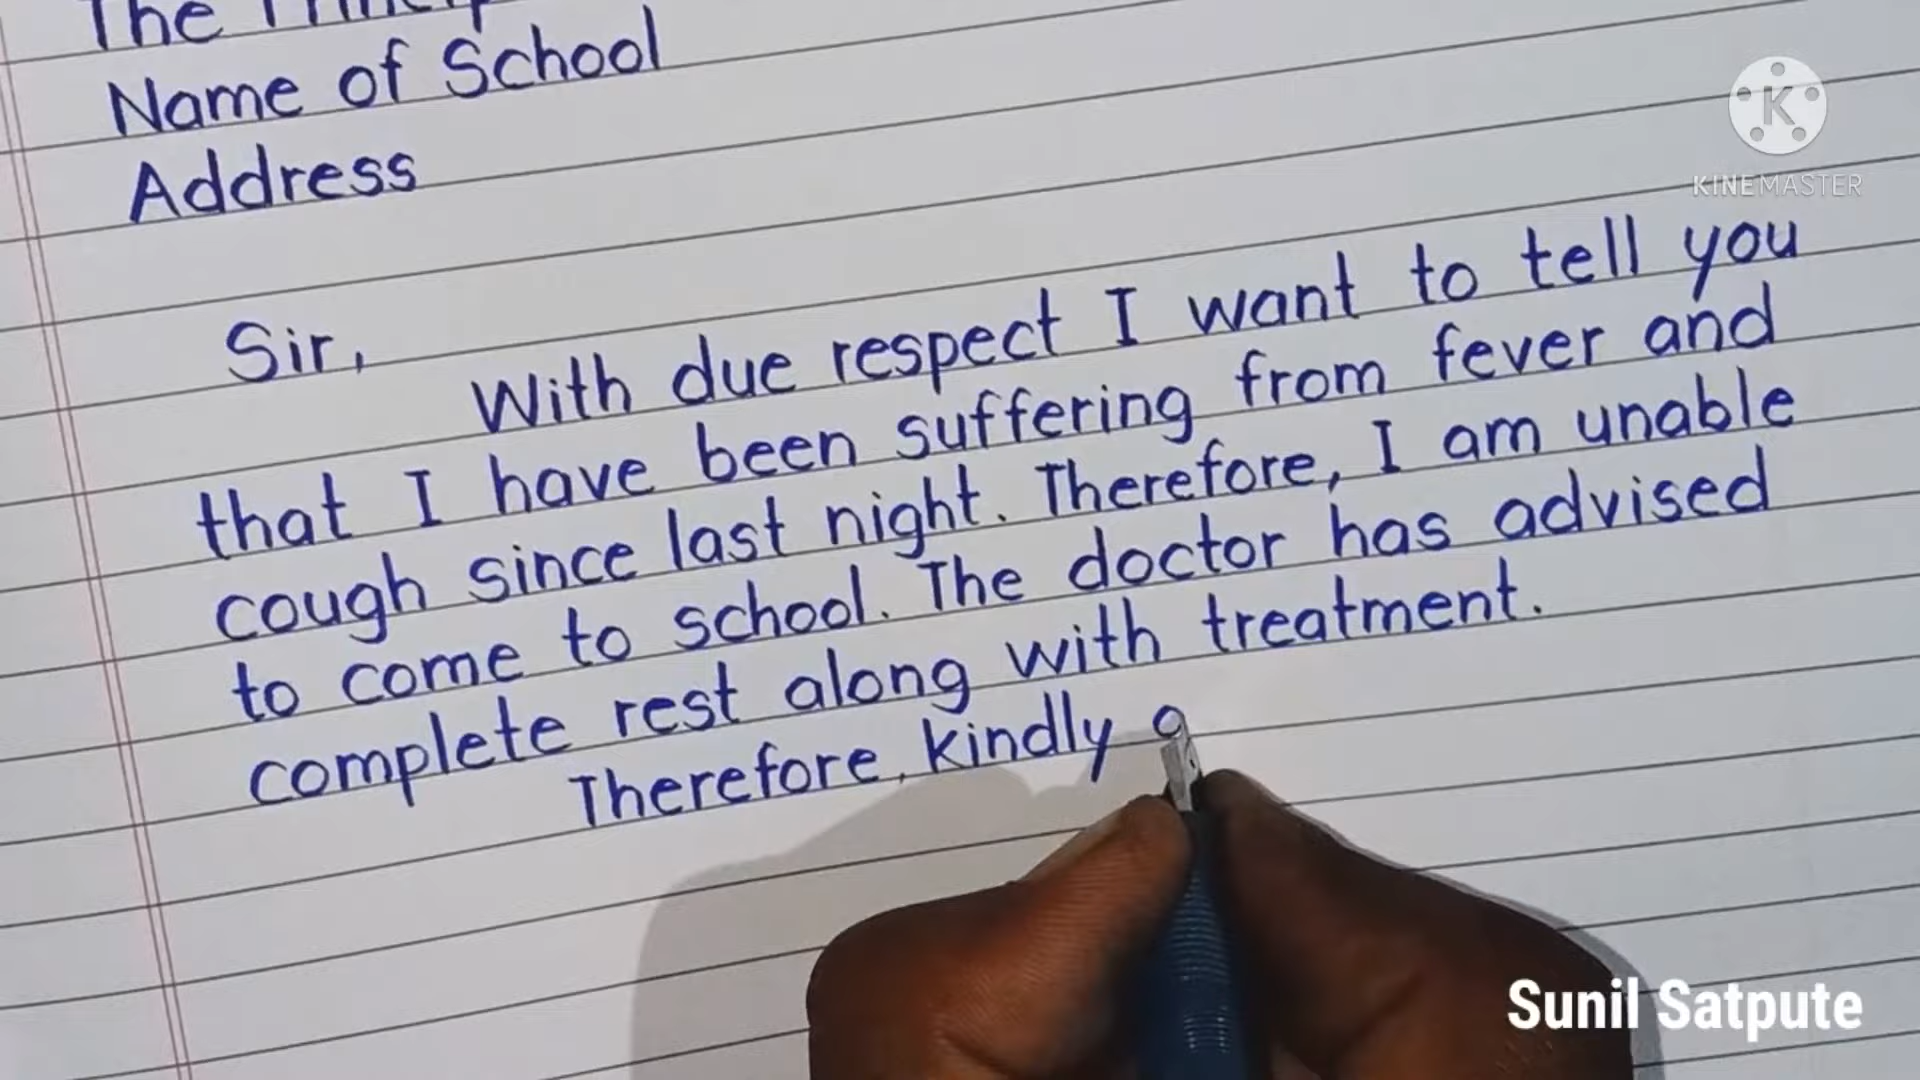 The
Name of School
Address
KINEMASTER
Sir,
With due respect I want to tell you
that I have been suffering from fever and
cough since last night. Therefore, I am unable
to come to school. The doctor has advised
complete rest along with treatment.
Therefore, kindly
Sunil Satpute